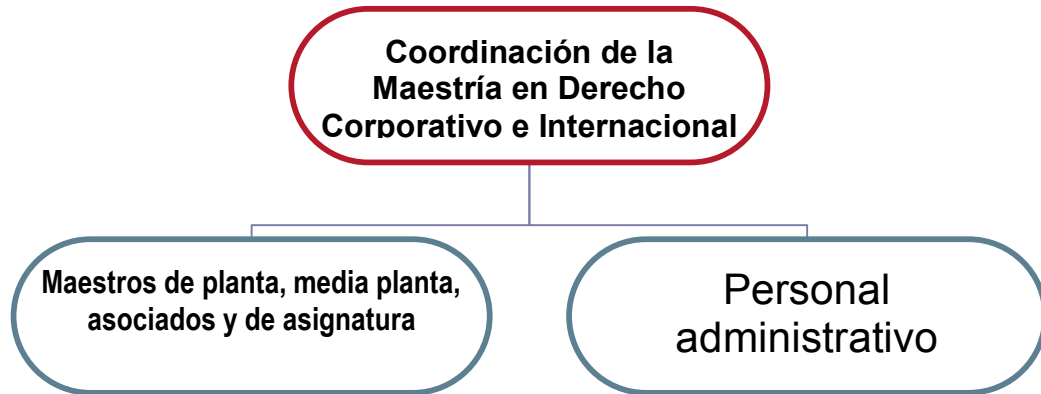 Coordinación de la
Maestría en Derecho
Corporativo e Internacional
Maestros de planta, media planta,
asociados y de asignatura
Personal
administrativo